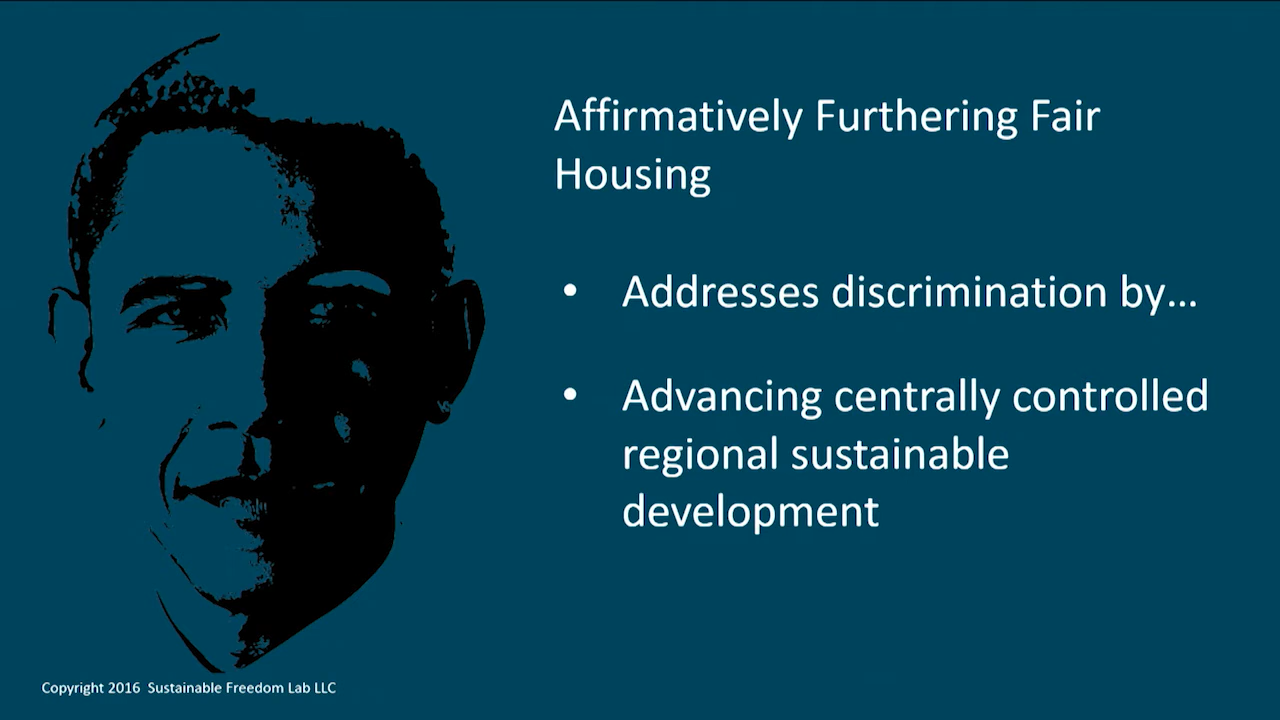 Affirmatively Furthering Fair
Housing
• Addresses discrimination by…
• Advancing centrally controlled
regional sustainable
development
Copyright 2016 Sustainable Freedom Lab LLC